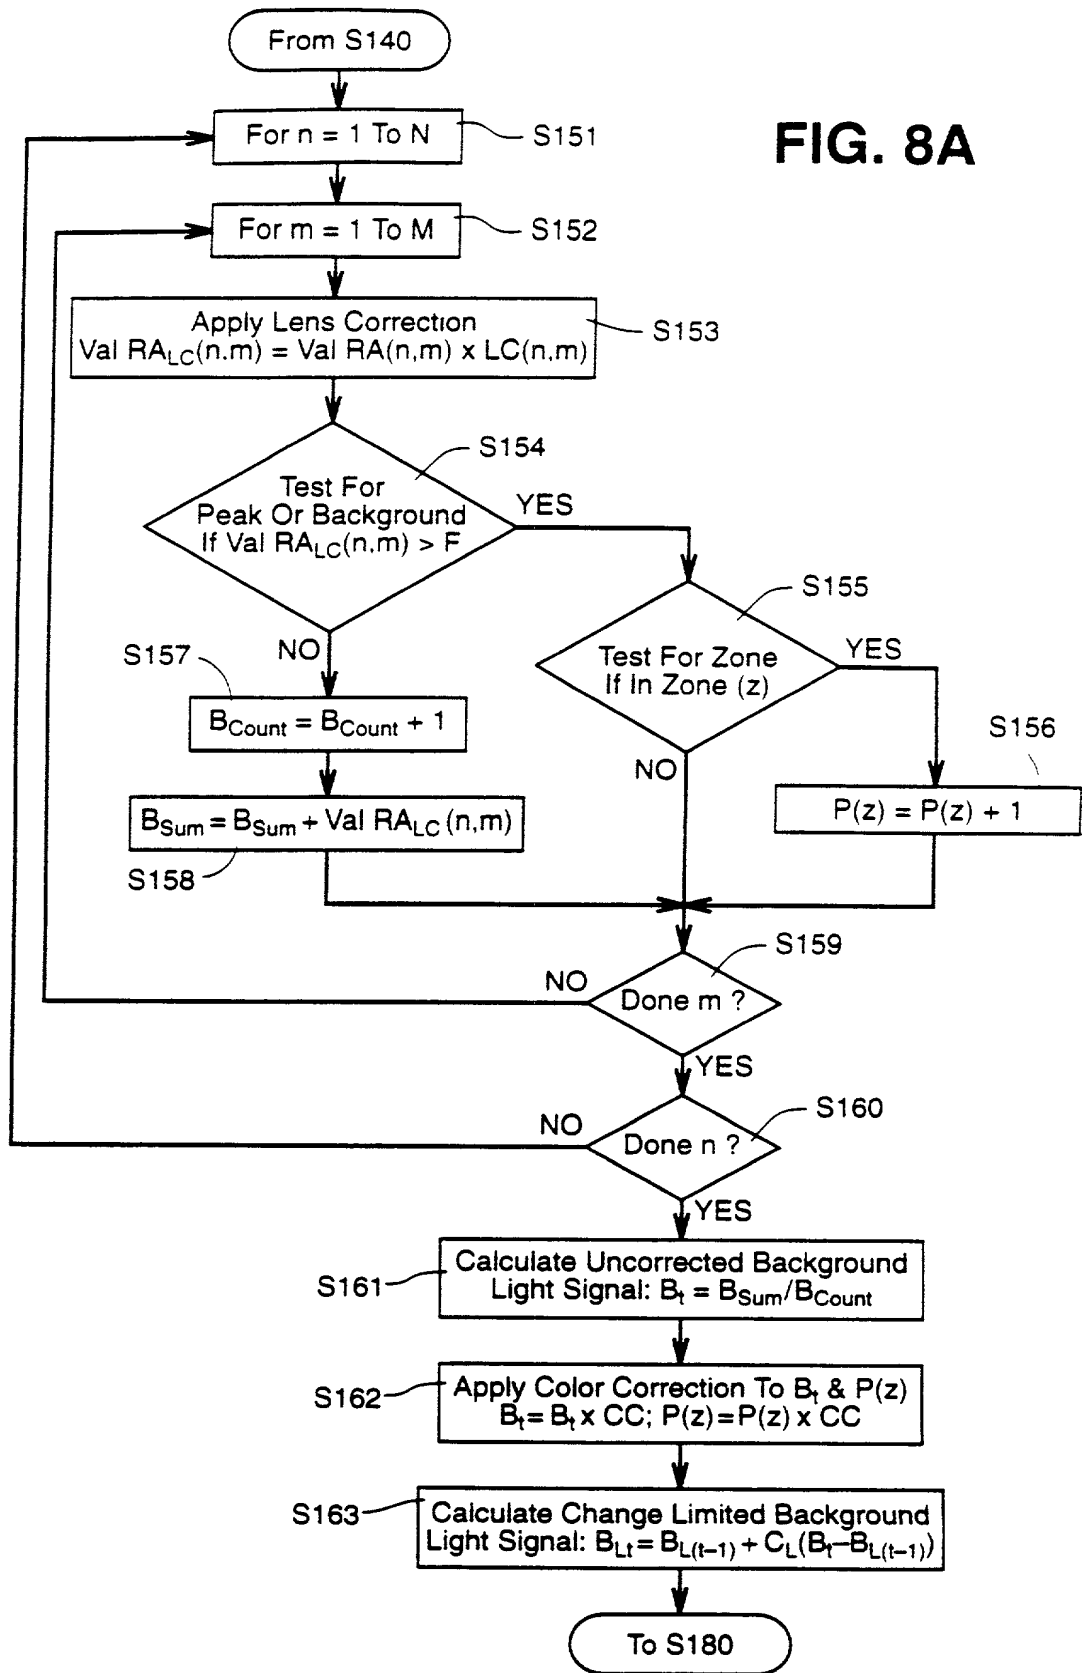 From S140
For n = 1 To N
S151
FIG. 8A
For m = 1 To M
S152
Apply Lens Correction
Val RA_LC(n,m) = Val RA(n,m) x LC(n,m)
S153
S154
Test For
Peak Or Background
If Val RA_LC(n,m) > F
YES
NO
S155
Test For Zone
If In Zone (z)
YES
NO
S156
P(z) = P(z) + 1
S157
B_Count = B_Count + 1
B_Sum = B_Sum + Val RA_LC (n,m)
S158
S159
NO
Done m ?
YES
S160
NO
Done n ?
YES
S161
Calculate Uncorrected Background
Light Signal: B_t = B_Sum/B_Count
S162
Apply Color Correction To B_t & P(z)
B_t = B_t x CC; P(z) = P(z) x CC
S163
Calculate Change Limited Background
Light Signal: B_Lt = B_L(t–1) + C_L(B_t–B_L(t–1))
To S180